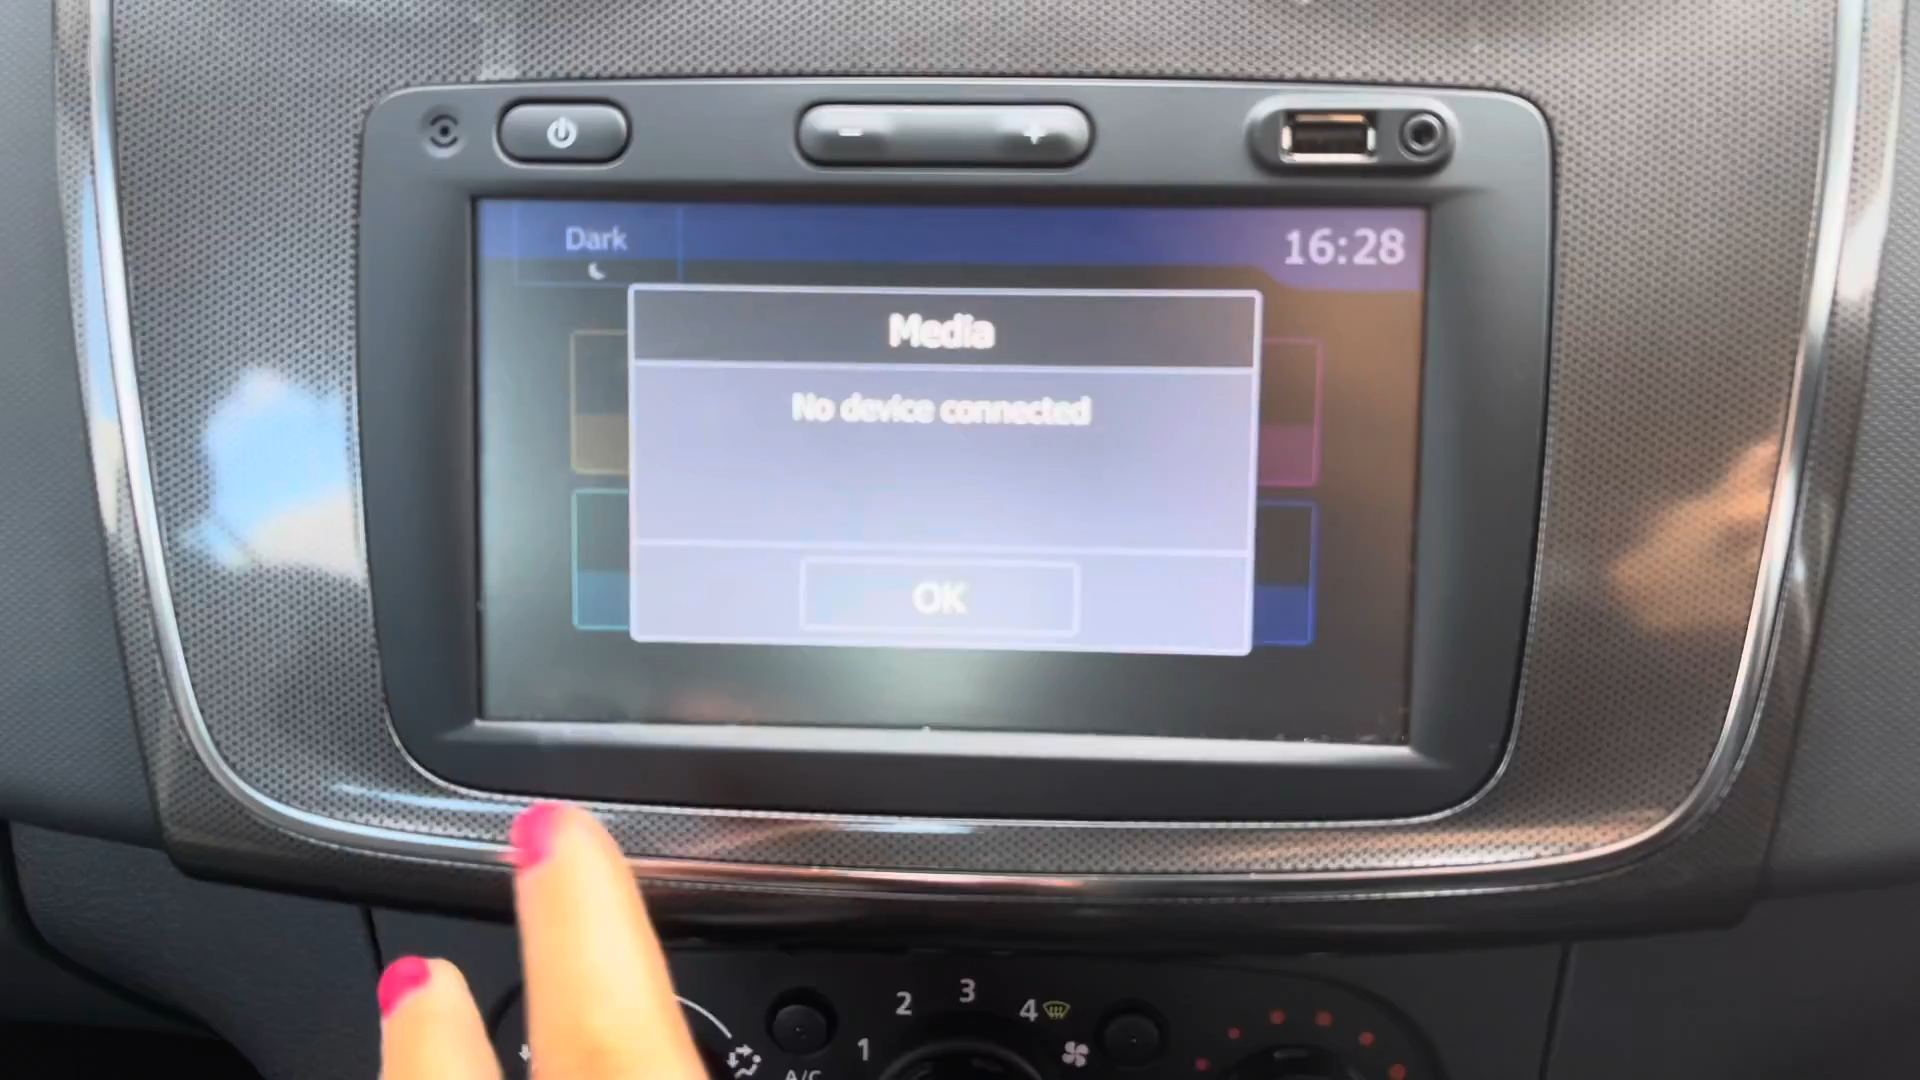 - +
Dark
16:28
Media
No device connected
OK
1 2 3 4
A/C